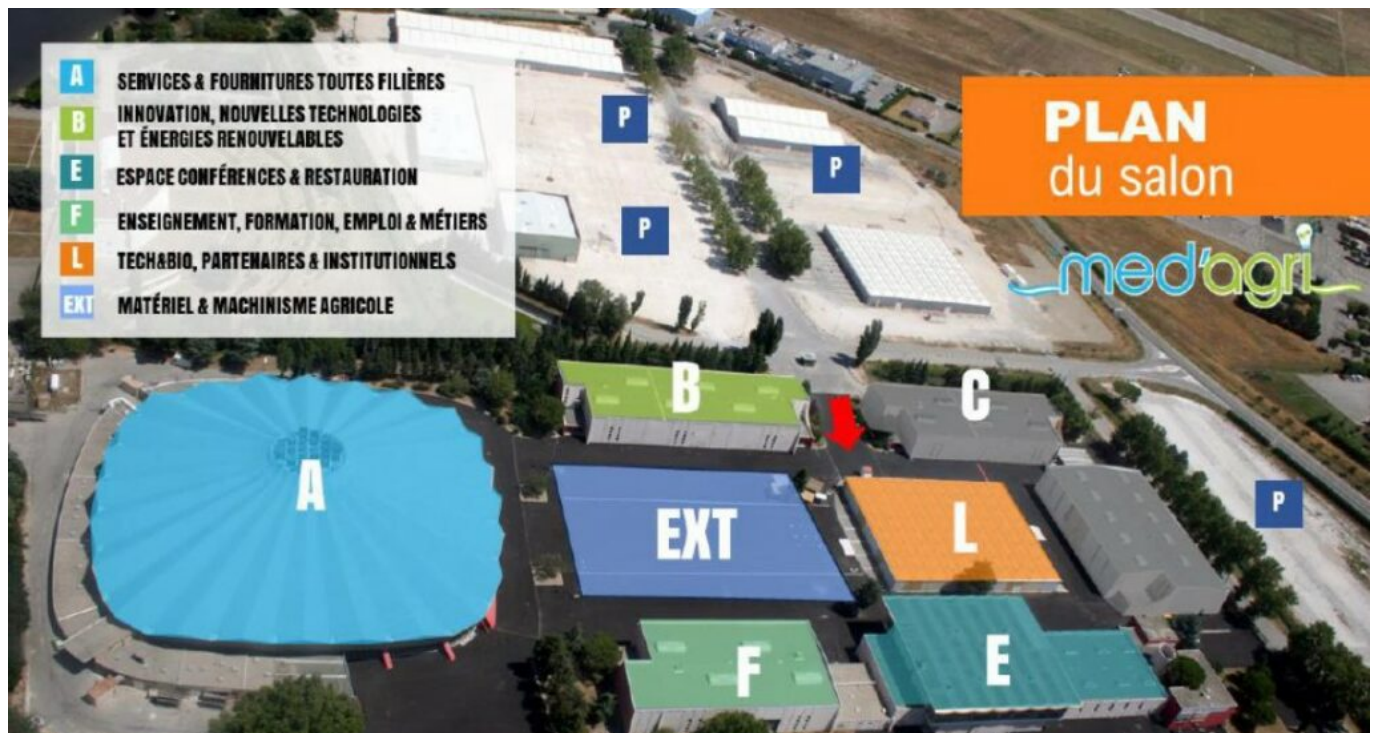 A SERVICES & FOURNITURES TOUTES FILIÈRES
B INNOVATION, NOUVELLES TECHNOLOGIES
ET ÉNERGIES RENOUVELABLES
E ESPACE CONFÉRENCES & RESTAURATION
F ENSEIGNEMENT, FORMATION, EMPLOI & MÉTIERS
L TECH&BIO, PARTENAIRES & INSTITUTIONNELS
EXT MATÉRIEL & MACHINISME AGRICOLE
P
P
P
PLAN
du salon
med'agri
B
C
A
EXT
L
P
F
E